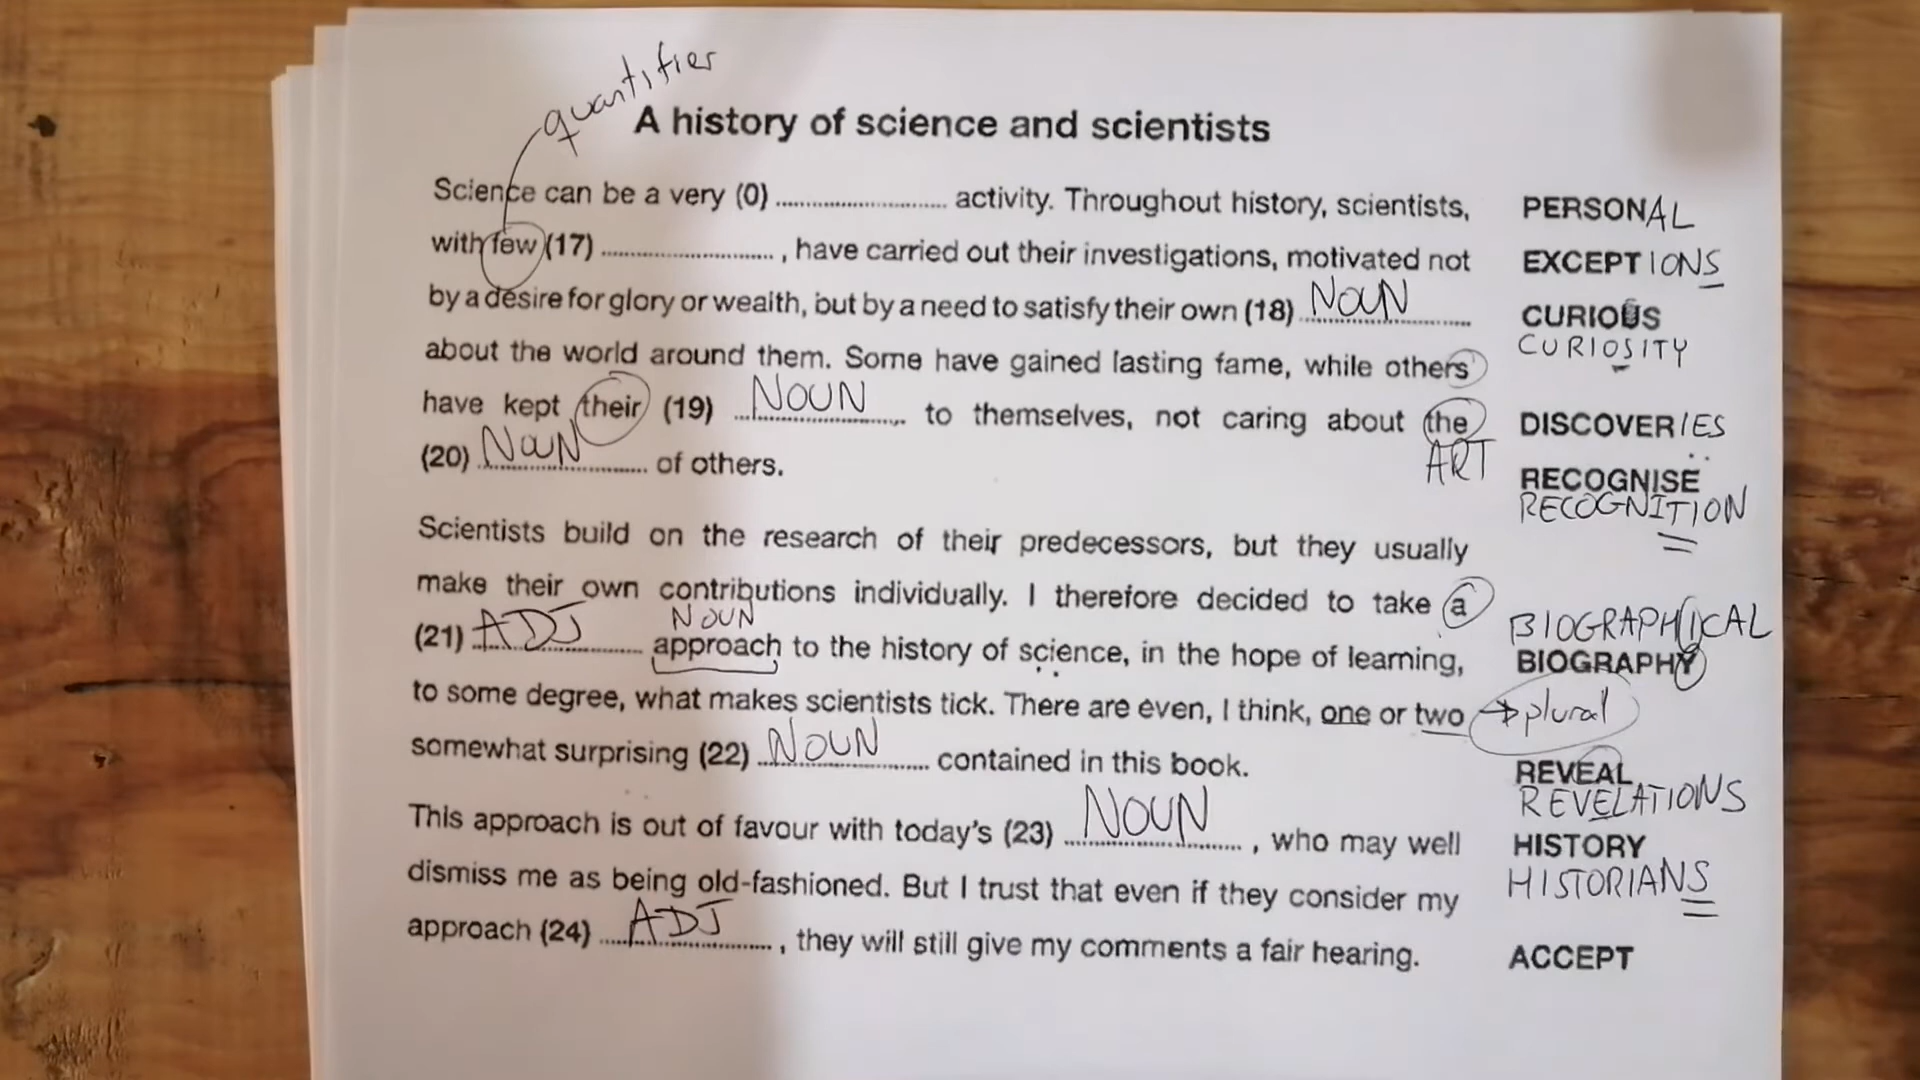 quantifier
A history of science and scientists
Science can be a very (0) .......................... activity. Throughout history, scientists, PERSONAL
with few (17) .......................... , have carried out their investigations, motivated not EXCEPTIONS
by a desire for glory or wealth, but by a need to satisfy their own (18) NOUN CURIOUS
CURIOSITY
about the world around them. Some have gained lasting fame, while others
have kept their (19) NOUN to themselves, not caring about the DISCOVERIES
ART
(20) NOUN of others. RECOGNISE
RECOGNITION
Scientists build on the research of their predecessors, but they usually
make their own contributions individually. I therefore decided to take a
NOUN BIOGRAPHICAL
(21) ADJ approach to the history of science, in the hope of learning, BIOGRAPHY
to some degree, what makes scientists tick. There are even, I think, one or two → plural
somewhat surprising (22) NOUN contained in this book. REVEAL
REVELATIONS
This approach is out of favour with today's (23) NOUN , who may well HISTORY
HISTORIANS
dismiss me as being old-fashioned. But I trust that even if they consider my
approach (24) ADJ , they will still give my comments a fair hearing. ACCEPT